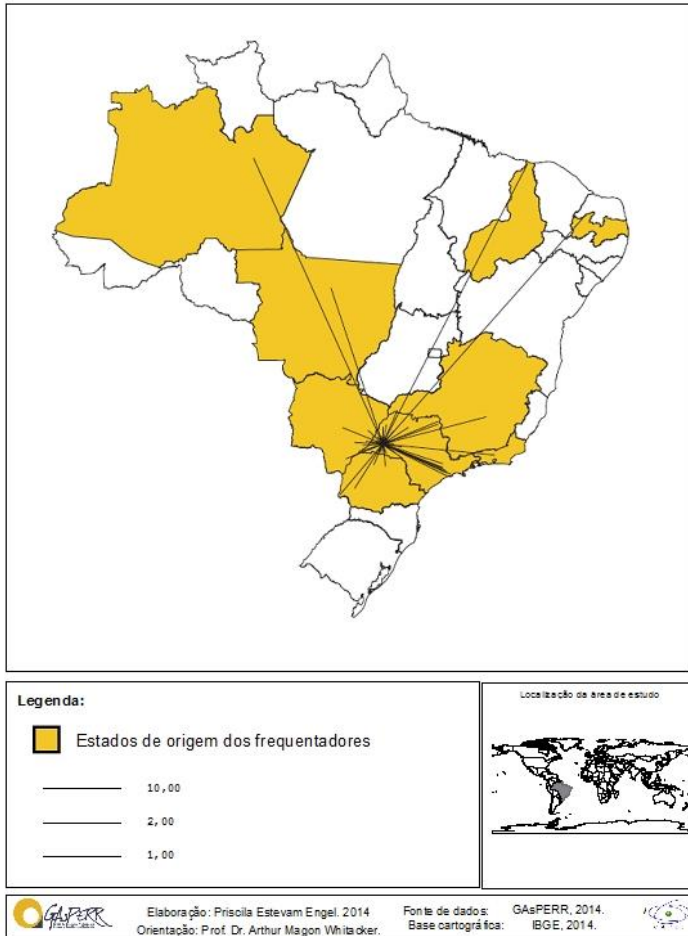 Legenda:
Estados de origem dos frequentadores
10,00
2,00
1,00
Localização da área de estudo
GAsPERR
Elaboração: Priscila Estevam Engel. 2014
Orientação: Prof. Dr. Arthur Magon Whitacker.
Fonte de dados: GAsPERR, 2014.
Base cartográfica: IBGE, 2014.